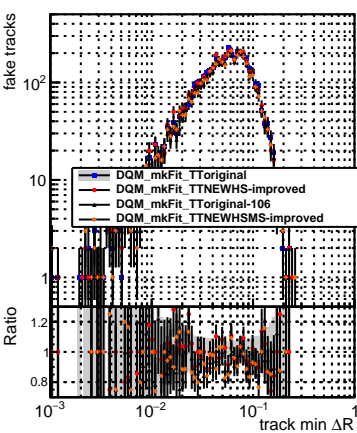 fake tracks
10²
10
1
DQM_mkFit_TToriginal
DQM_mkFit_TTNEWHS-improved
DQM_mkFit_TToriginal-106
DQM_mkFit_TTNEWHSMS-improved
Ratio
1.2
1
0.8
10⁻³ 10⁻² 10⁻¹ 1
track min ΔR